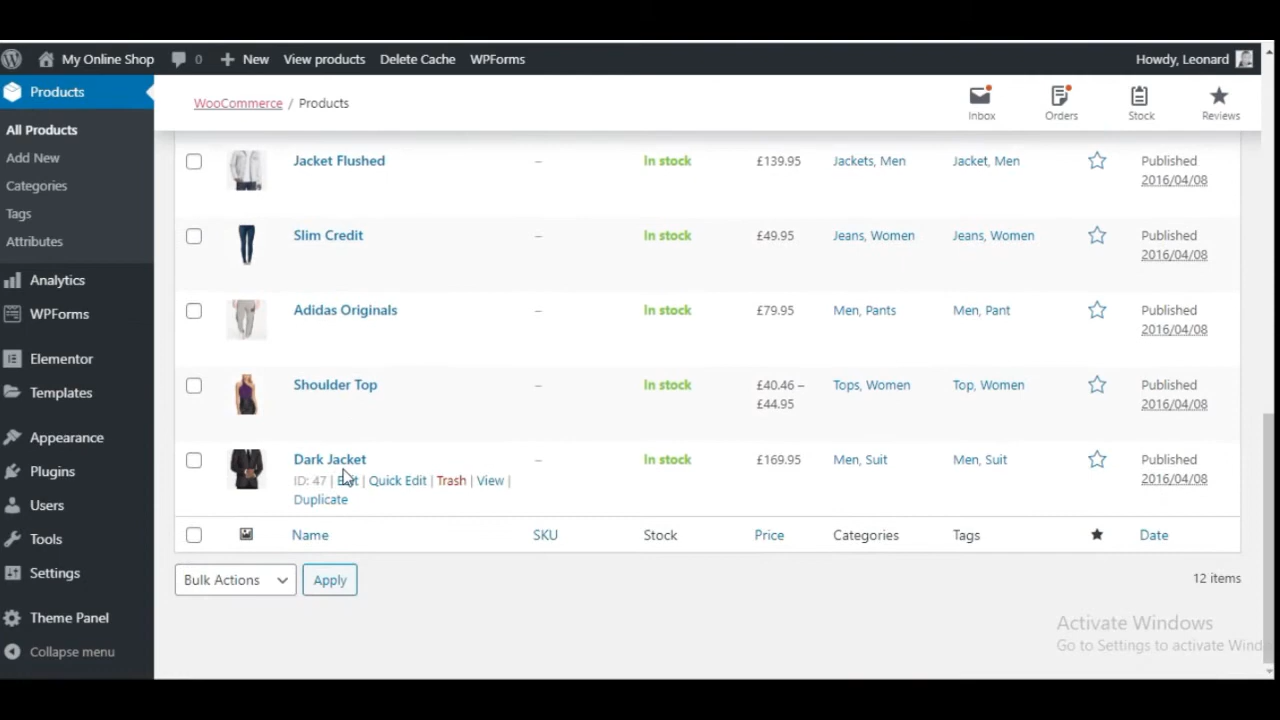 My Online Shop 0 New View products Delete Cache WPForms Howdy, Leonard
Products
WooCommerce / Products
Inbox Orders Stock Reviews
All Products
Add New
Categories
Tags
Attributes
Analytics
WPForms
Elementor
Templates
Appearance
Plugins
Users
Tools
Settings
Theme Panel
Collapse menu
Jacket Flushed – In stock £139.95 Jackets, Men Jacket, Men Published
2016/04/08
Slim Credit – In stock £49.95 Jeans, Women Jeans, Women Published
2016/04/08
Adidas Originals – In stock £79.95 Men, Pants Men, Pant Published
2016/04/08
Shoulder Top – In stock £40.46 – Tops, Women Top, Women Published
£44.95 2016/04/08
Dark Jacket – In stock £169.95 Men, Suit Men, Suit Published
ID: 47 | Edit | Quick Edit | Trash | View | 2016/04/08
Duplicate
Name SKU Stock Price Categories Tags Date
Bulk Actions Apply 12 items
Activate Windows
Go to Settings to activate Wind